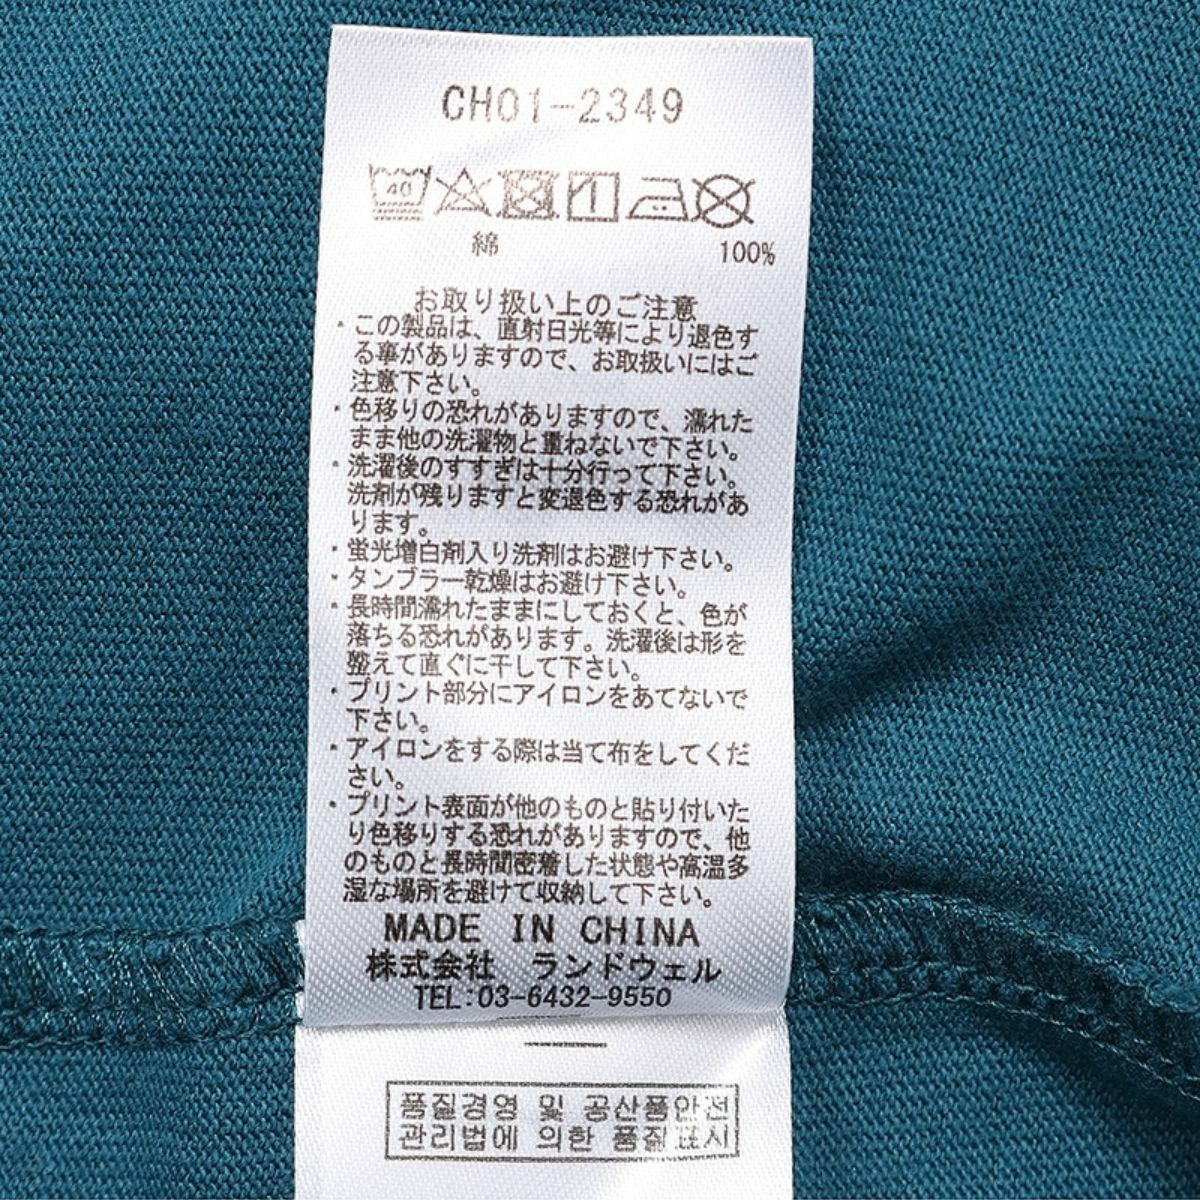 CH01-2349
40
綿 100%
お取り扱い上のご注意
・この製品は、直射日光等により退色す
る事がありますので、お取扱いにはご
注意下さい。
・色移りの恐れがありますので、濡れた
まま他の洗濯物と重ねないで下さい。
・洗濯後のすすぎは十分行って下さい。
洗剤が残りますと変退色する恐れがあ
ります。
・蛍光増白剤入り洗剤はお避け下さい。
・タンブラー乾燥はお避け下さい。
・長時間濡れたままにしておくと、色が
落ちる恐れがあります。洗濯後は形を
整えて直ぐに干して下さい。
・プリント部分にアイロンをあてないで
下さい。
・アイロンをする際は当て布をしてくだ
さい。
・プリント表面が他のものと貼り付いた
り色移りする恐れがありますので、他
のものと長時間密着した状態や高温多
湿な場所を避けて収納して下さい。
MADE IN CHINA
株式会社 ランドウェル
TEL:03-6432-9550
품질경영 및 공산품안전
관리법에 의한 품질표시